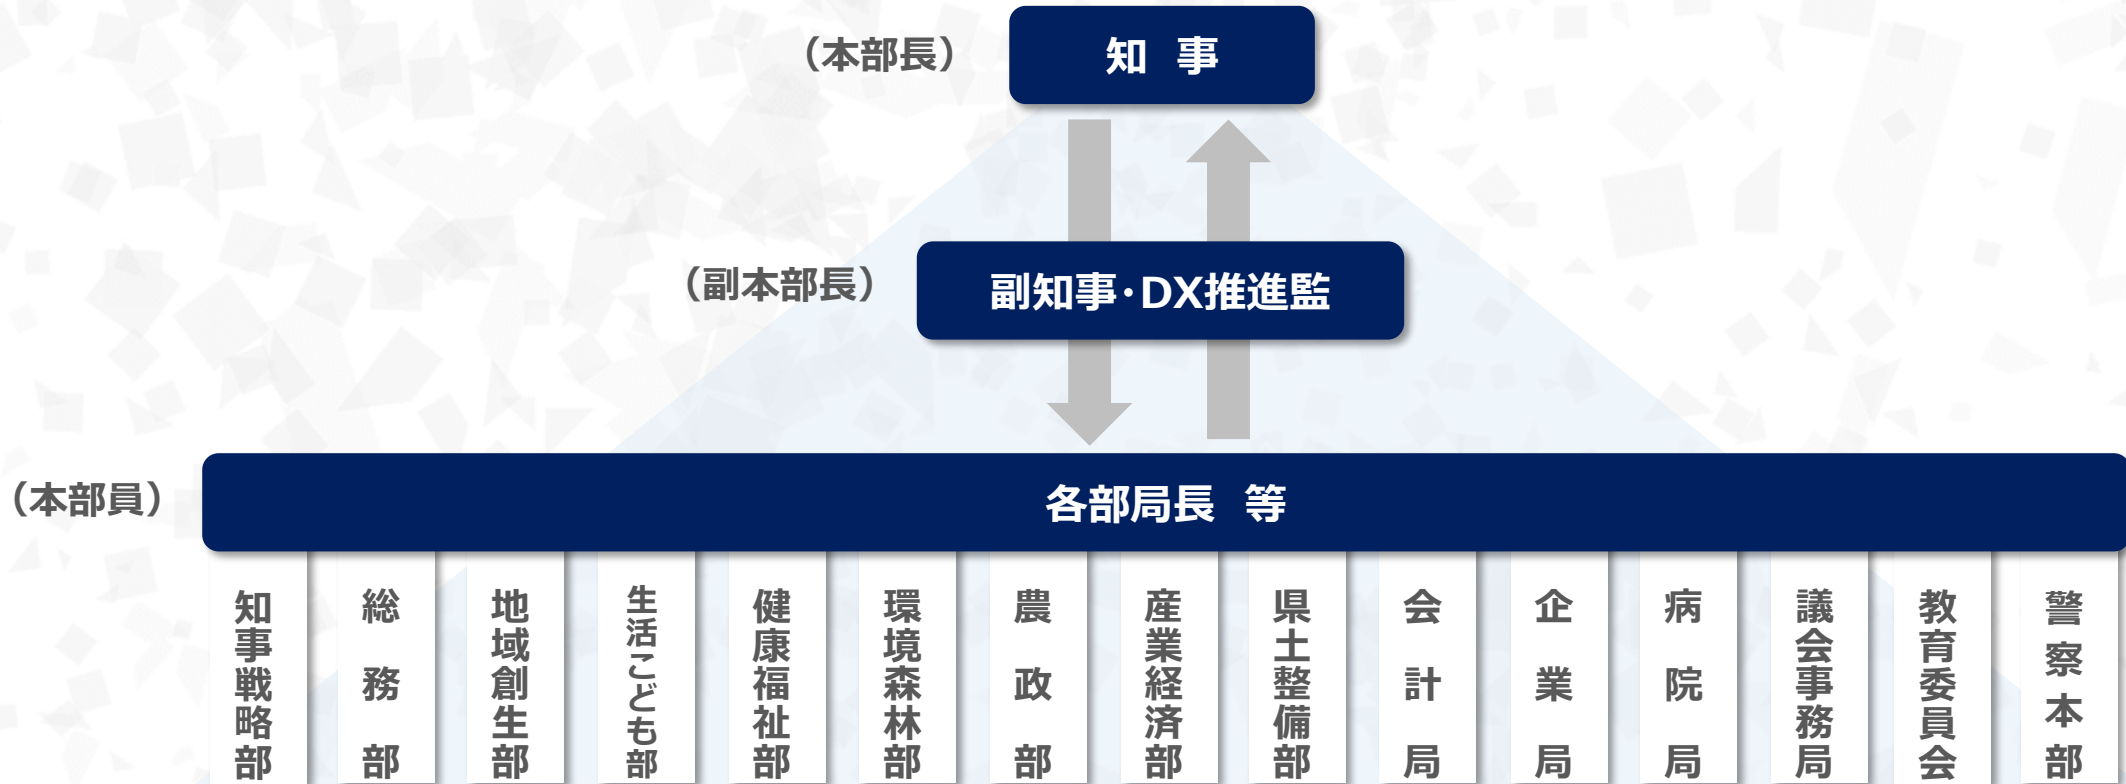 （本部長）
知 事
（副本部長）
副知事・DX推進監
（本部員）
各部局長 等
知事戦略部
総務部
地域創生部
生活こども部
健康福祉部
環境森林部
農政部
産業経済部
県土整備部
会計局
企業局
病院局
議会事務局
教育委員会
警察本部